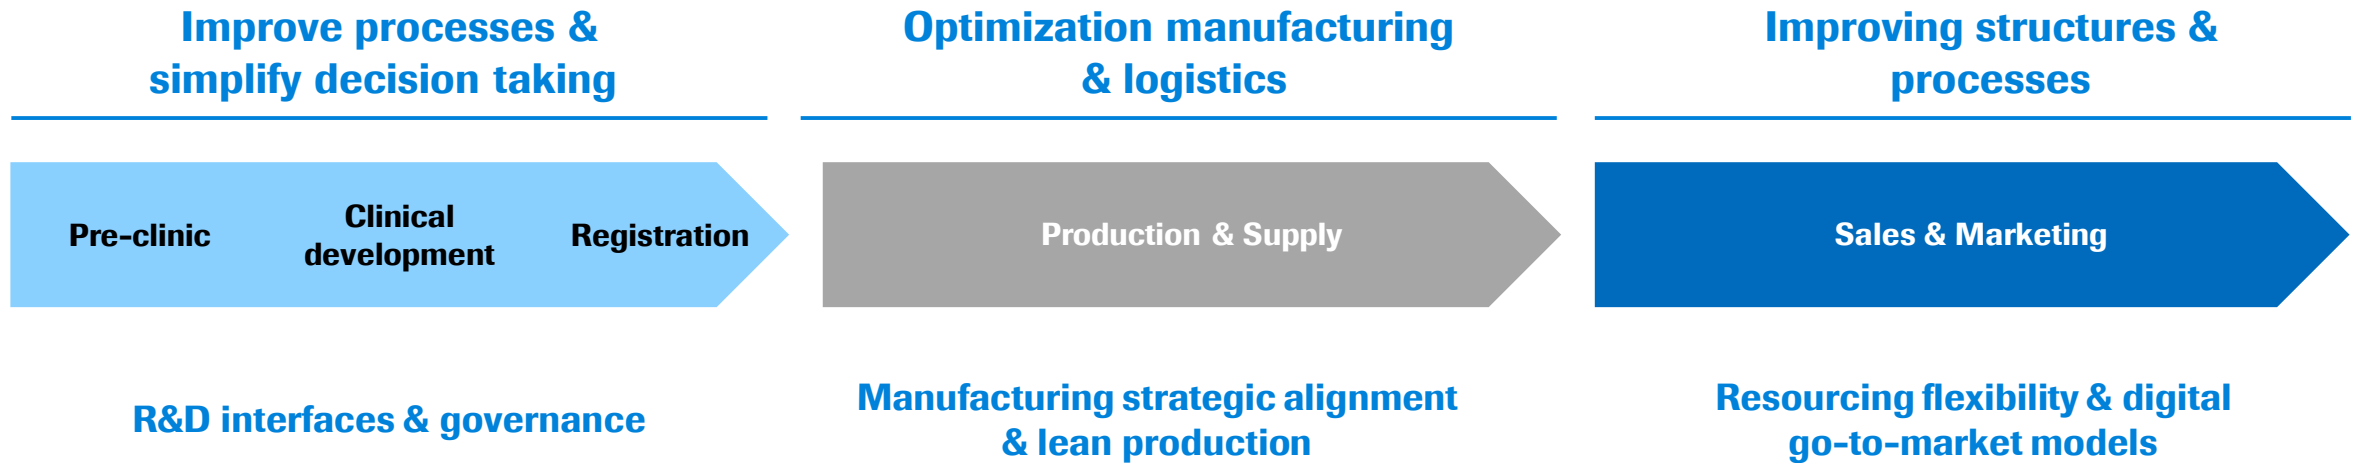 Improve processes &
simplify decision taking
Optimization manufacturing
& logistics
Improving structures &
processes
Pre-clinic
Clinical
development
Registration
Production & Supply
Sales & Marketing
R&D interfaces & governance
Manufacturing strategic alignment
& lean production
Resourcing flexibility & digital
go-to-market models